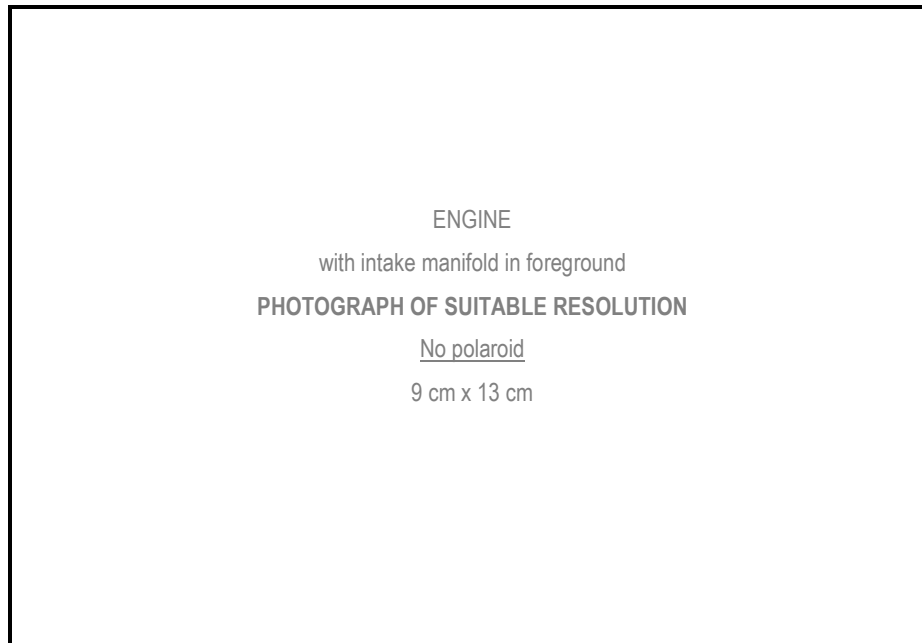 ENGINE
with intake manifold in foreground
PHOTOGRAPH OF SUITABLE RESOLUTION
No polaroid
9 cm x 13 cm